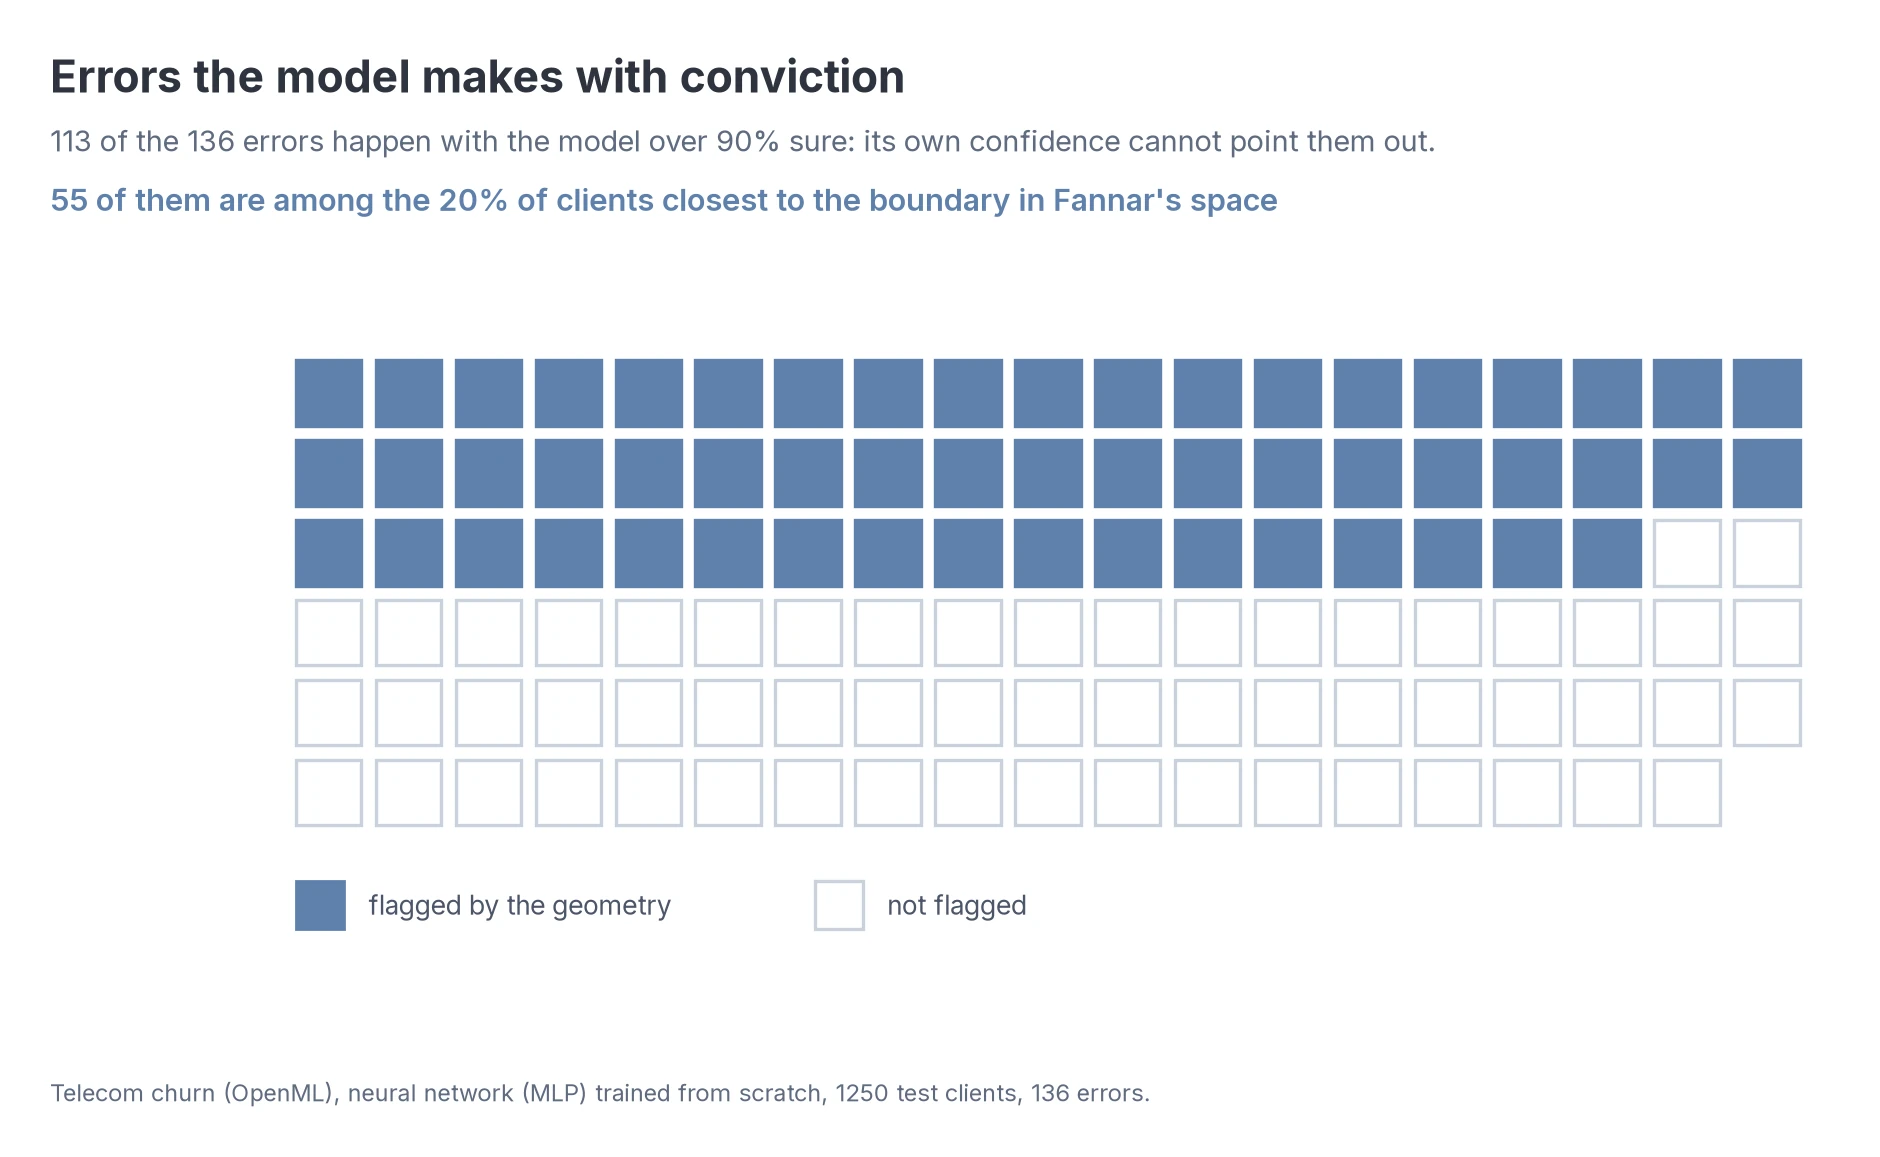 Errors the model makes with conviction
113 of the 136 errors happen with the model over 90% sure: its own confidence cannot point them out.
55 of them are among the 20% of clients closest to the boundary in Fannar's space
flagged by the geometry
not flagged
Telecom churn (OpenML), neural network (MLP) trained from scratch, 1250 test clients, 136 errors.